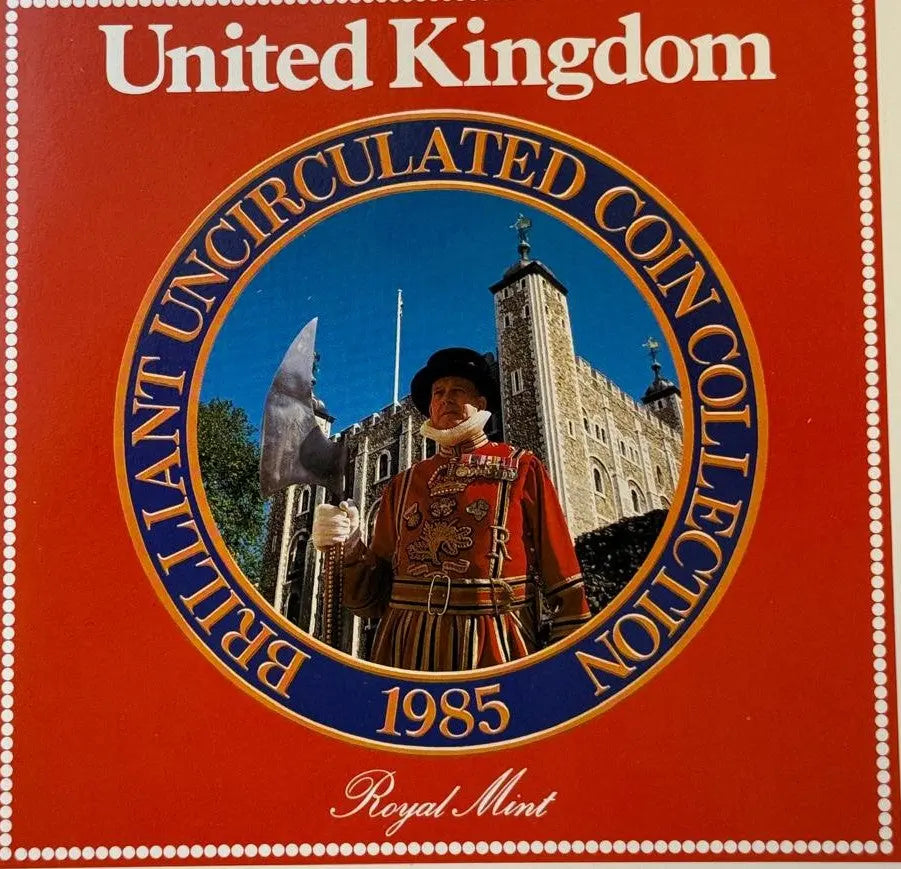 United Kingdom
BRILLIANT UNCIRCULATED COIN COLLECTION
1985
Royal Mint